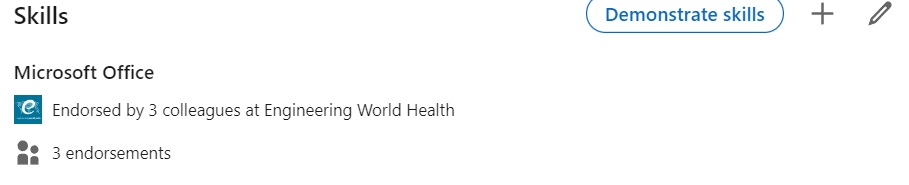 Skills
Demonstrate skills
Microsoft Office
Endorsed by 3 colleagues at Engineering World Health
3 endorsements